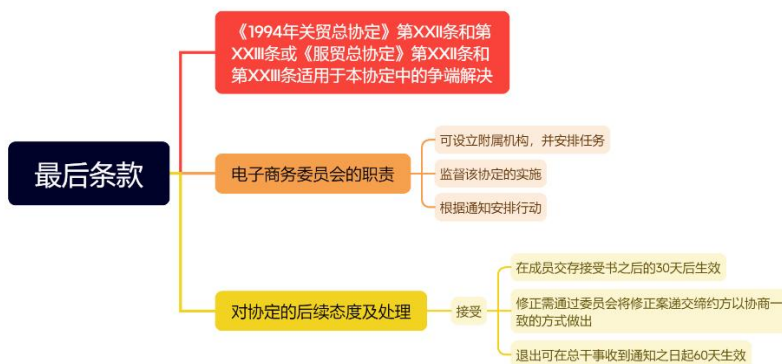 《1994年关贸总协定》第XXII条和第
XXIII条或《服贸总协定》第XXII条和
第XXIII条适用于本协定中的争端解决
最后条款
电子商务委员会的职责
可设立附属机构，并安排任务
监督该协定的实施
根据通知安排行动
对协定的后续态度及处理
接受
在成员交存接受书之后的30天后生效
修正需通过委员会将修正案递交缔约方以协商一
致的方式做出
退出可在总干事收到通知之日起60天生效